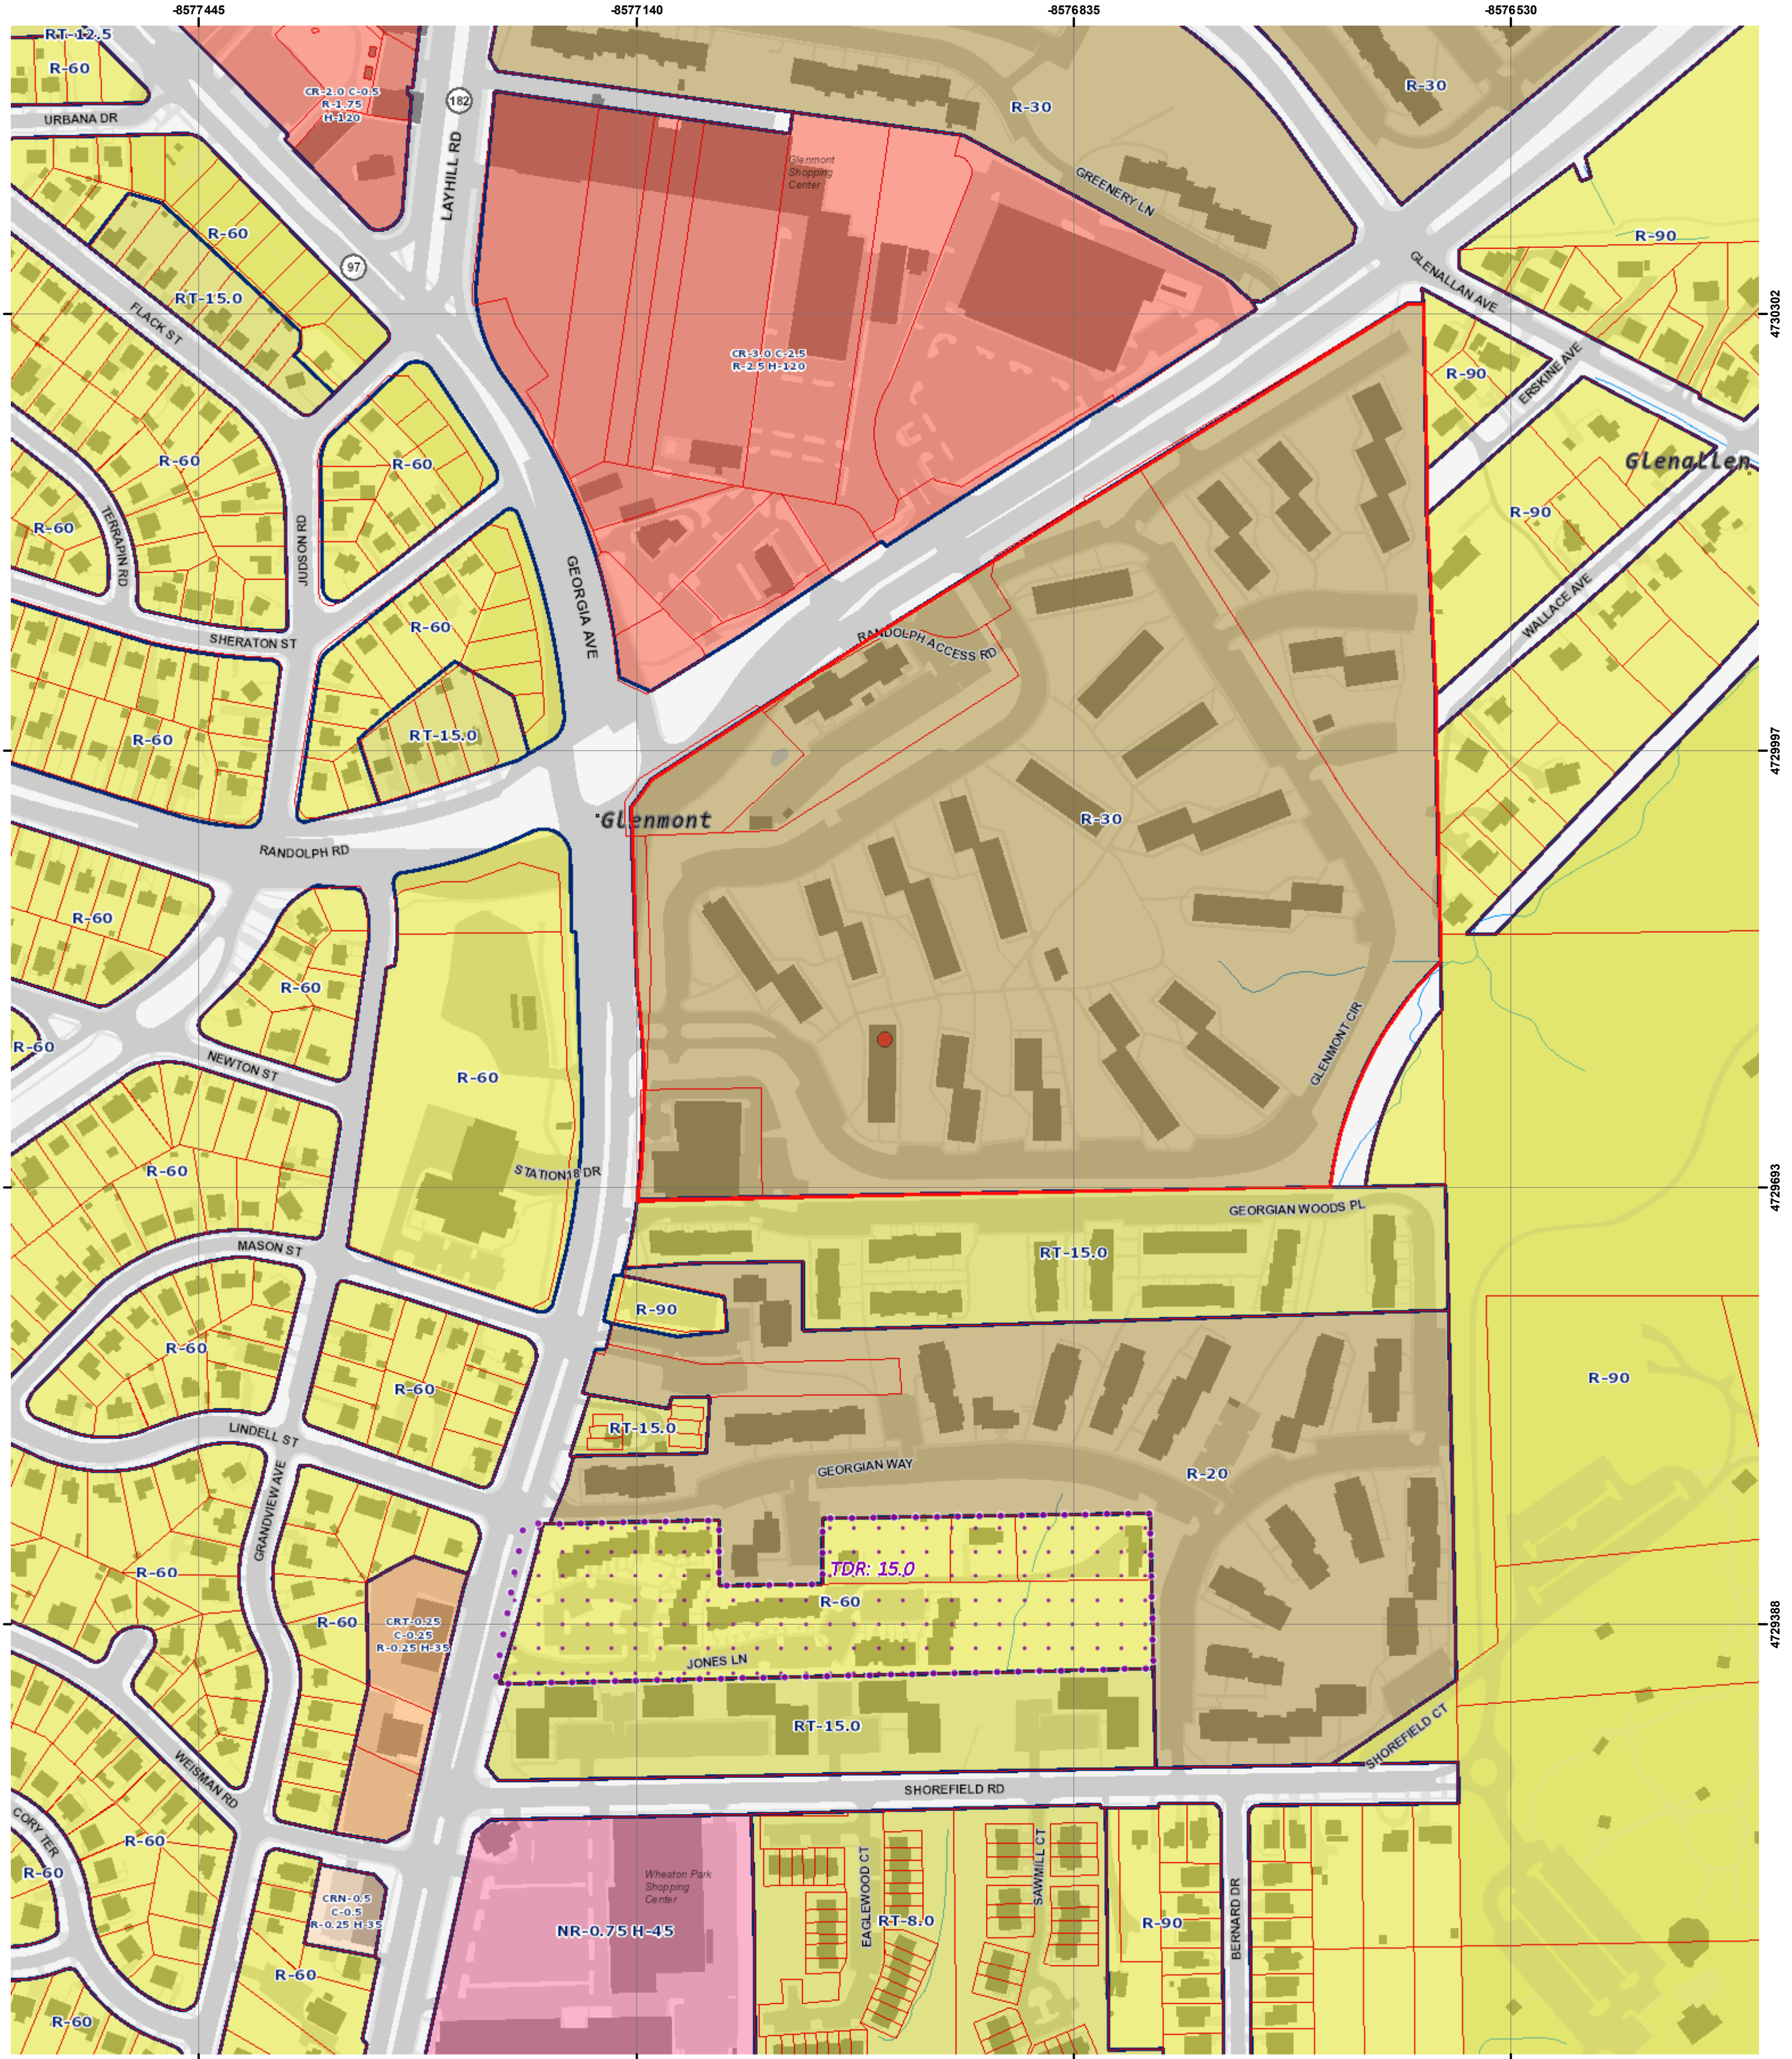 -8577445
-8577140
-8576835
-8576530
RT-12.5
R-60
URBANA DR
CR-2.0 C-0.5
R-1.75
H-120
182
LAYHILL RD
R-30
R-30
Glenmont
Shopping
Center
GREENERY LN
R-60
R-90
97
RT-15.0
FLACK ST
GLENALLAN AVE
4730302
CR-3.0 C-2.5
R-2.5 H-120
R-90
ERSKINE AVE
R-60
R-60
Glenallen
R-60
TERRAPIN RD
JUDSON RD
R-90
GEORGIA AVE
WALLACE AVE
SHERATON ST
R-60
RANDOLPH ACCESS RD
R-60
RT-15.0
4729997
Glenmont
R-30
RANDOLPH RD
R-60
R-60
R-60
NEWTON ST
R-60
GLENMONT CIR
R-60
STATION 18 DR
4729693
GEORGIAN WOODS PL
MASON ST
RT-15.0
R-90
R-60
R-60
R-90
LINDELL ST
RT-15.0
GEORGIAN WAY
R-20
GRANDVIEW AVE
R-60
TDR: 15.0
R-60
R-60
CRT-0.25
C-0.25
R-0.25 H-35
4729388
JONES LN
RT-15.0
SHOREFIELD CT
WEISMAN RD
SHOREFIELD RD
CORY TER
R-60
R-60
Wheaton Park
Shopping
Center
EAGLEWOOD CT
SAWMILL CT
BERNARD DR
CRN-0.5
C-0.5
R-0.25 H-35
NR-0.75 H-45
RT-8.0
R-90
R-60
R-60